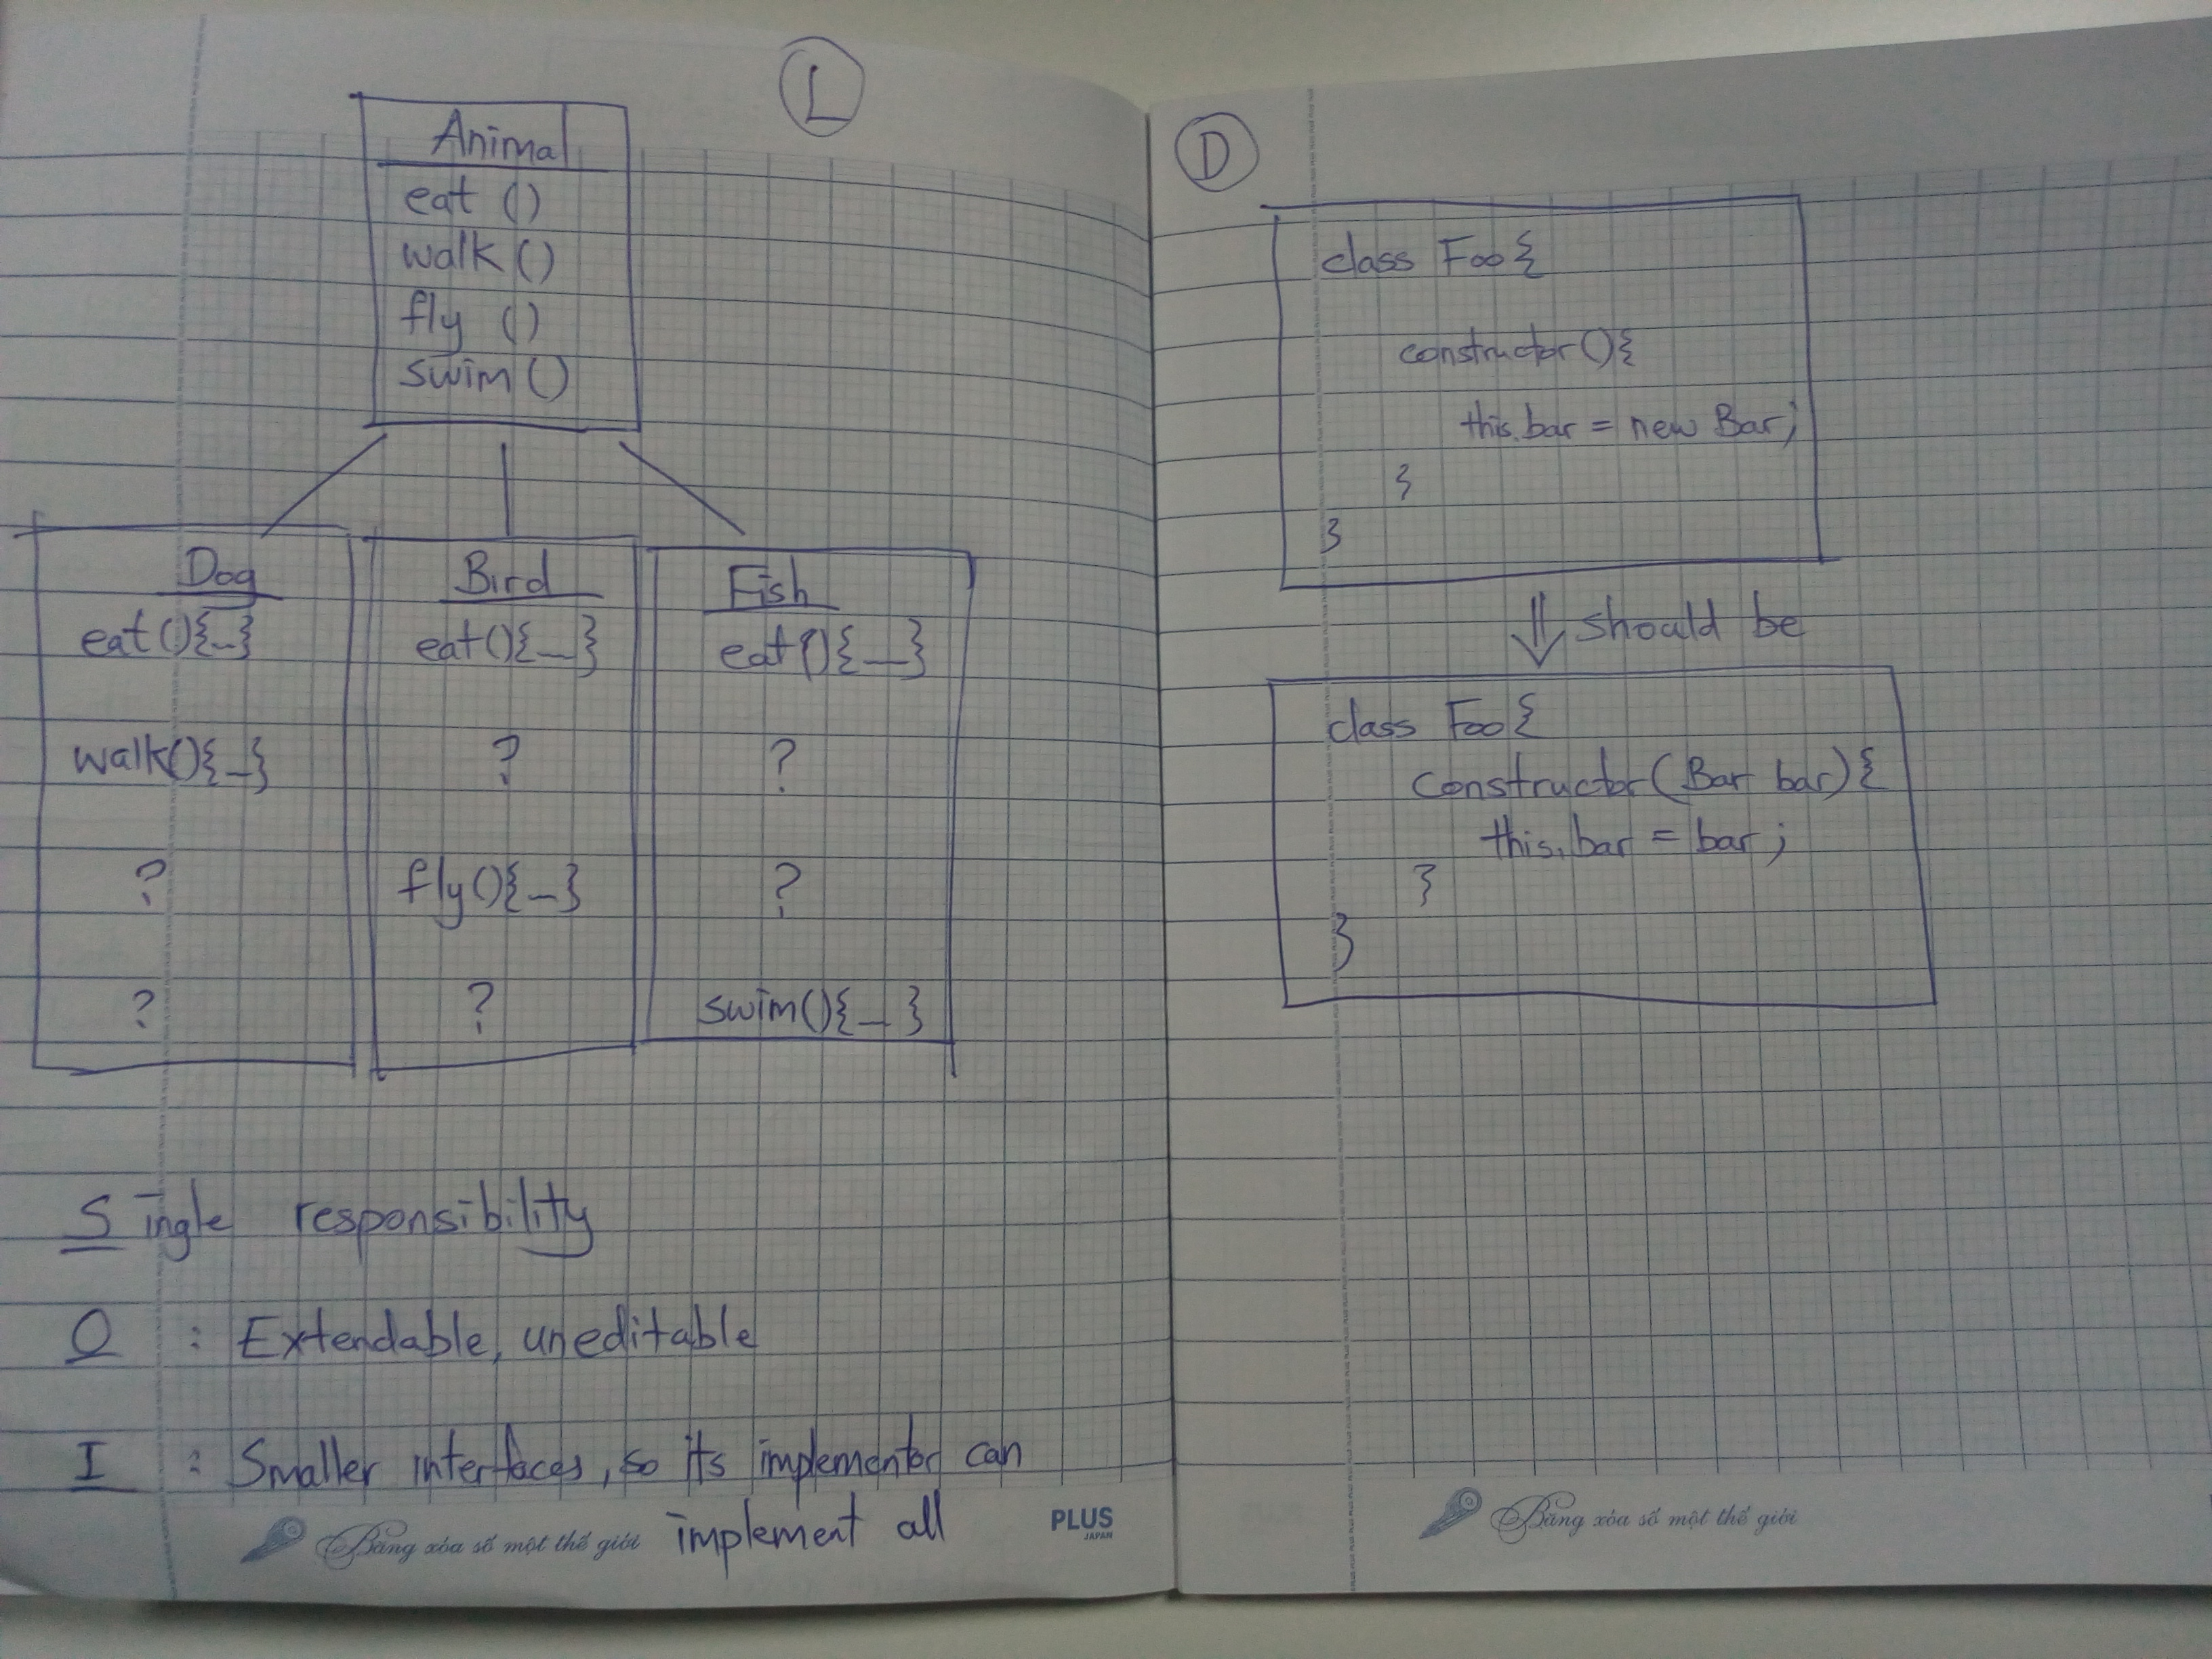 L
Animal
eat ()
walk ()
fly ()
swim ()
Dog
eat(){_}
walk(){_}
?
?
Bird
eat(){_}
?
fly(){_}
?
Fish
eat(){_}
?
?
swim(){_}
Single responsibility
O : Extendable, uneditable
I : Smaller interfaces, so its implementor can
implement all
Băng xóa số một thế giới
PLUS
JAPAN
D
class Foo{
constructor(){
this.bar = new Bar;
}
}
⇓ should be
class Foo{
constructor(Bar bar){
this.bar = bar;
}
}
Băng xóa số một thế giới